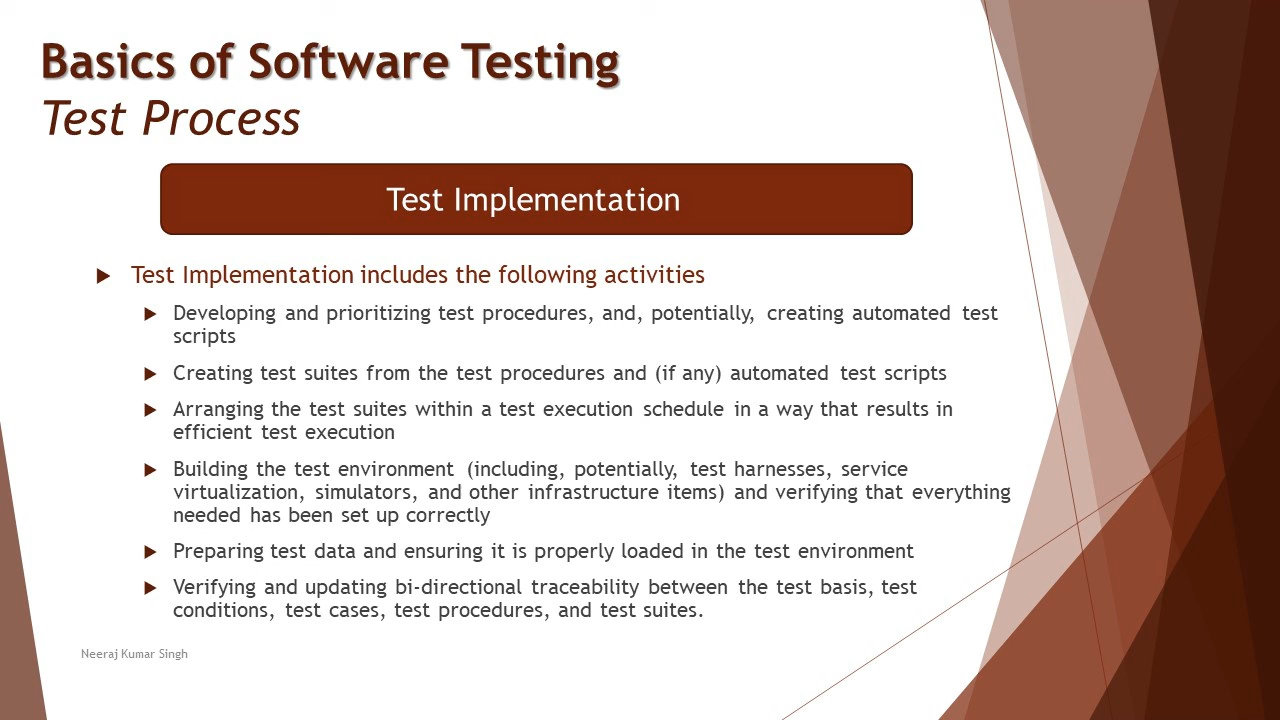 Basics of Software Testing
Test Process
Test Implementation
Test Implementation includes the following activities
Developing and prioritizing test procedures, and, potentially, creating automated test
scripts
Creating test suites from the test procedures and (if any) automated test scripts
Arranging the test suites within a test execution schedule in a way that results in
efficient test execution
Building the test environment (including, potentially, test harnesses, service
virtualization, simulators, and other infrastructure items) and verifying that everything
needed has been set up correctly
Preparing test data and ensuring it is properly loaded in the test environment
Verifying and updating bi-directional traceability between the test basis, test
conditions, test cases, test procedures, and test suites.
Neeraj Kumar Singh